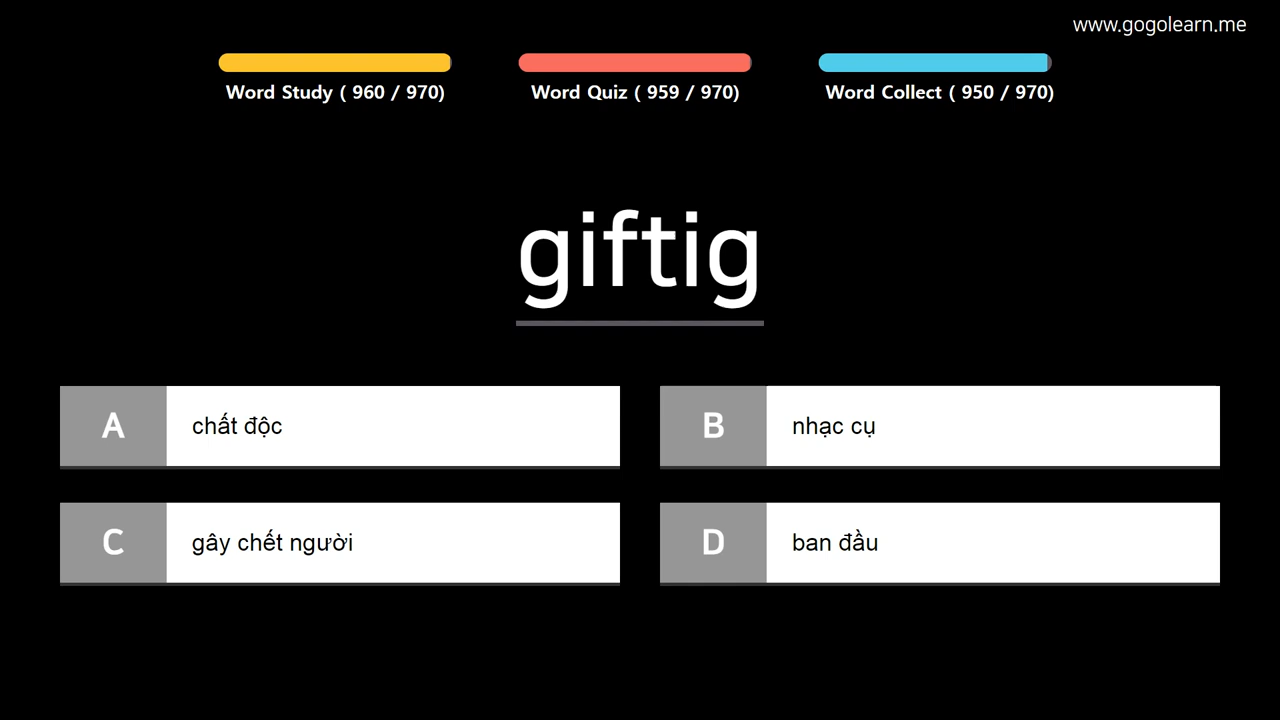 www.gogolearn.me
Word Study ( 960 / 970)
Word Quiz ( 959 / 970)
Word Collect ( 950 / 970)
giftig
A chất độc
B nhạc cụ
C gây chết người
D ban đầu